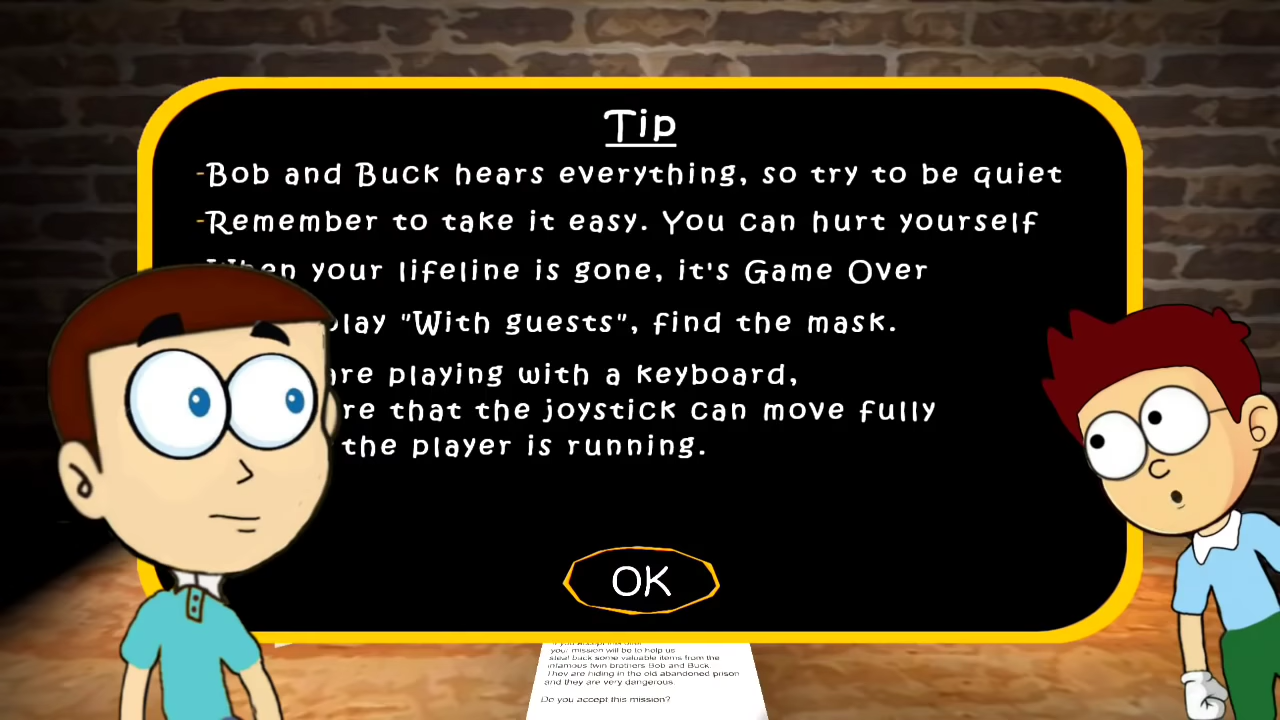 Tip
-Bob and Buck hears everything, so try to be quiet
-Remember to take it easy. You can hurt yourself
When your lifeline is gone, it's Game Over
play "With guests", find the mask.
are playing with a keyboard,
that the joystick can move fully
the player is running.
OK
your mission will be to help us
steal back some valuable items from the
infamous twin brothers Bob and Buck.
They are hiding in the old abandoned prison
and they are very dangerous.
Do you accept this mission?